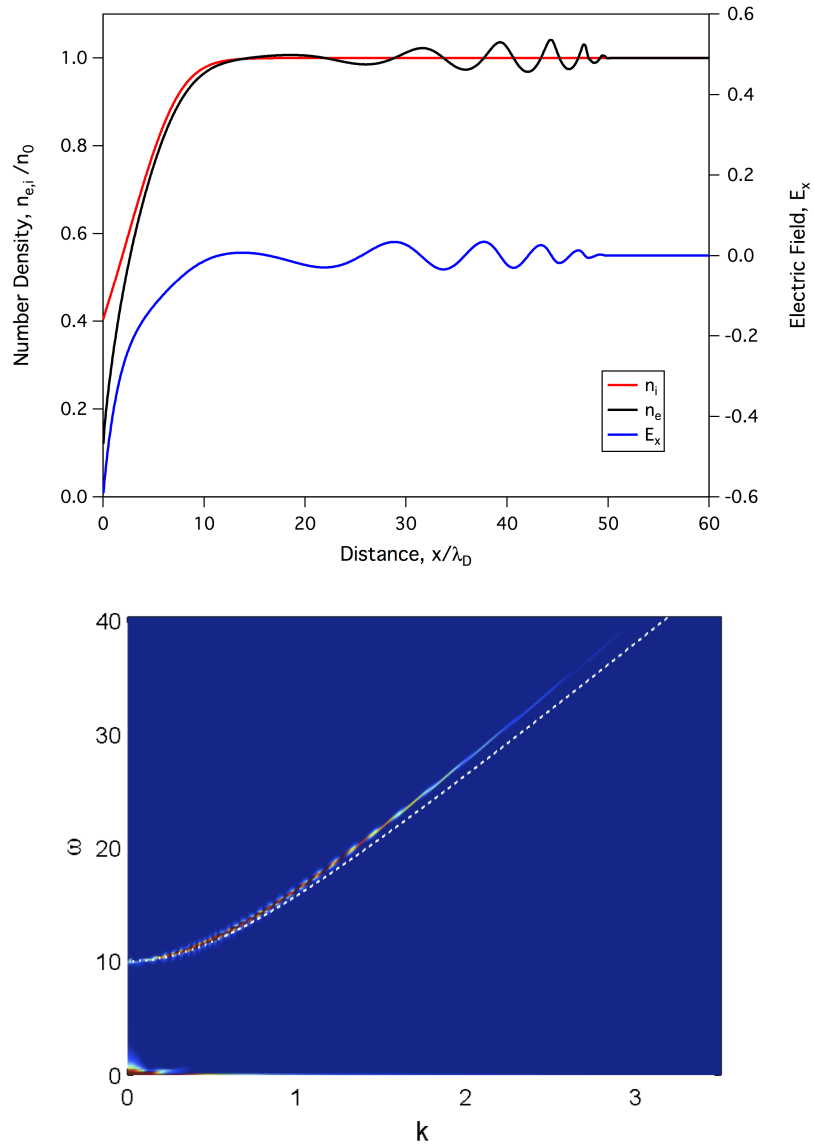 Number Density, n_e,i /n_0
1.0
0.8
0.6
0.4
0.2
0.0
0.6
0.4
0.2
0.0
-0.2
-0.4
-0.6
Electric Field, E_x
n_i
n_e
E_x
0 10 20 30 40 50 60
Distance, x/λ_D
ω
40
30
20
10
0
0 1 2 3
k